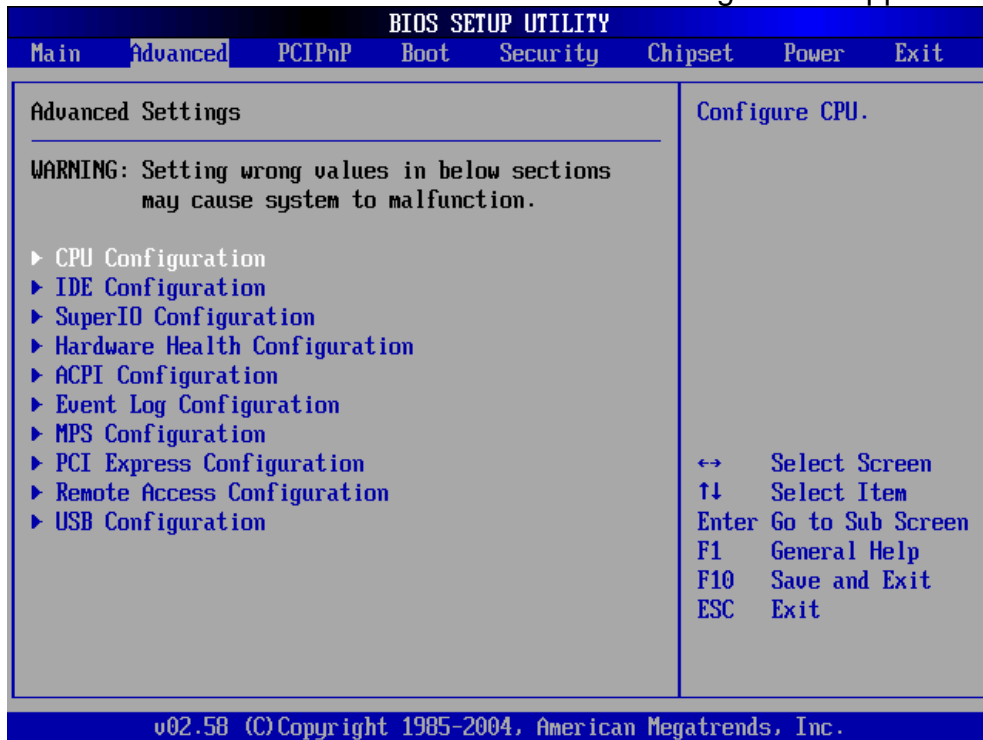 BIOS SETUP UTILITY
Main Advanced PCIPnP Boot Security Chipset Power Exit
Advanced Settings
WARNING: Setting wrong values in below sections
may cause system to malfunction.
▶ CPU Configuration
▶ IDE Configuration
▶ SuperIO Configuration
▶ Hardware Health Configuration
▶ ACPI Configuration
▶ Event Log Configuration
▶ MPS Configuration
▶ PCI Express Configuration
▶ Remote Access Configuration
▶ USB Configuration
Configure CPU.
↔ Select Screen
↑↓ Select Item
Enter Go to Sub Screen
F1 General Help
F10 Save and Exit
ESC Exit
v02.58 (C)Copyright 1985-2004, American Megatrends, Inc.